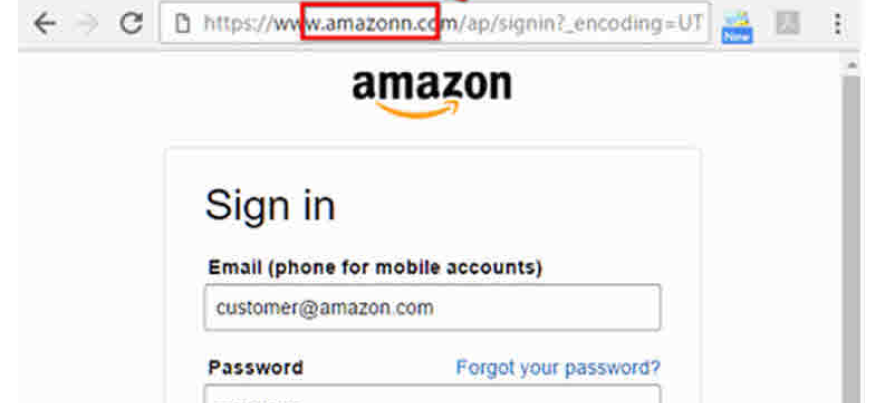 https://www.amazonn.com/ap/signin?_encoding=UT
New
amazon
Sign in
Email (phone for mobile accounts)
customer@amazon.com
Password Forgot your password?